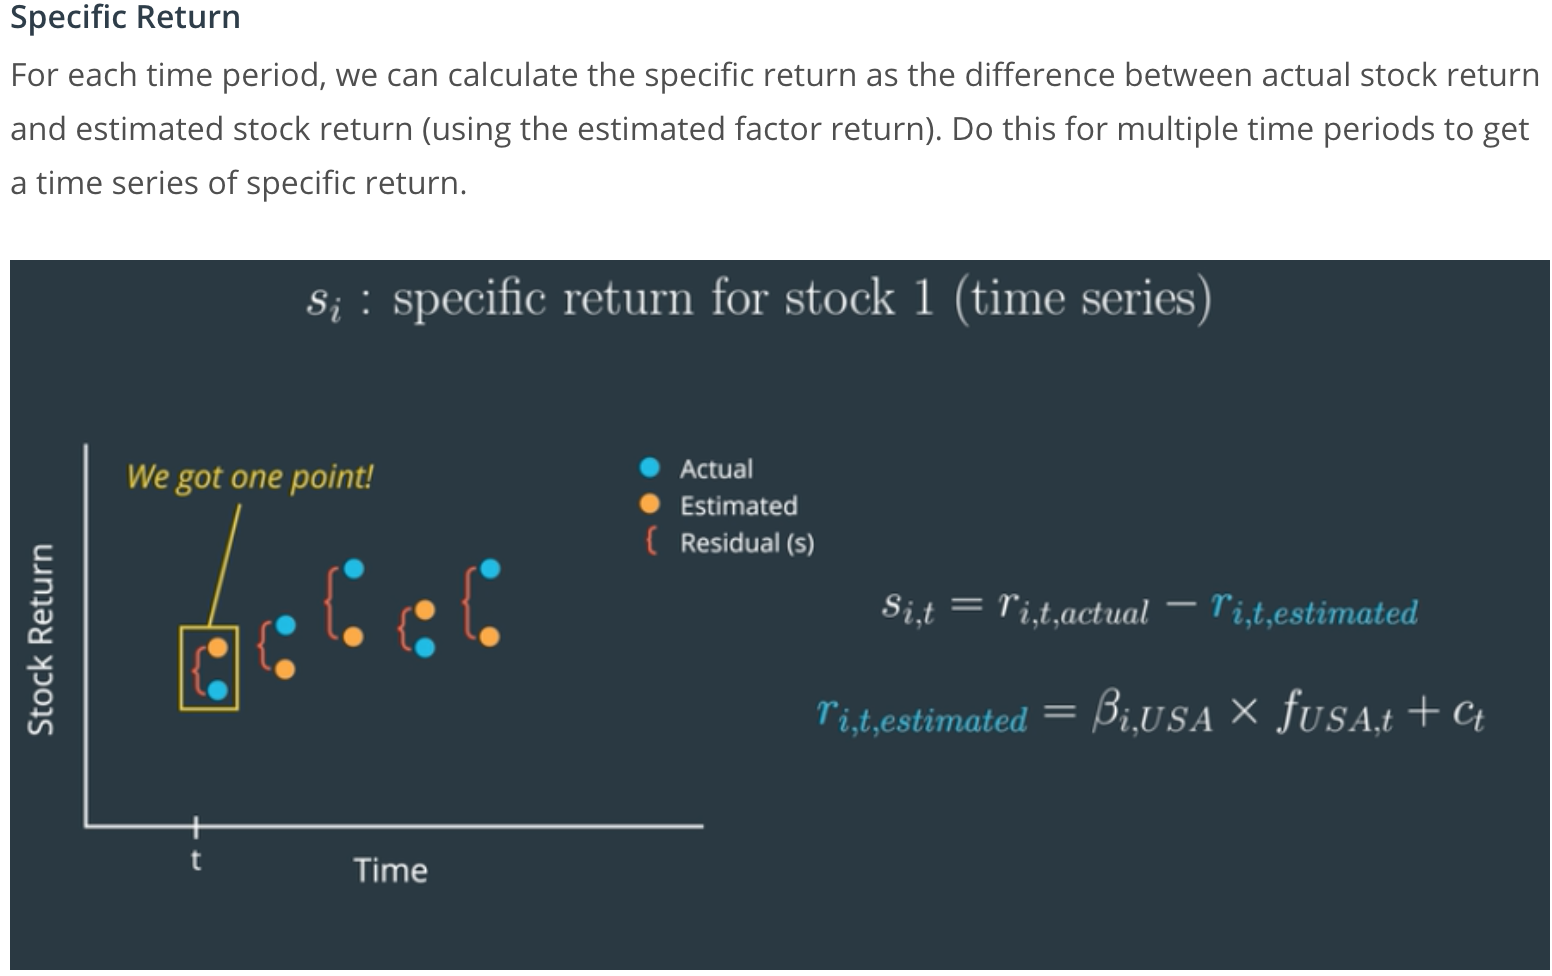 Specific Return
For each time period, we can calculate the specific return as the difference between actual stock return
and estimated stock return (using the estimated factor return). Do this for multiple time periods to get
a time series of specific return.
s_i : specific return for stock 1 (time series)
We got one point!
Actual
Estimated
Residual (s)
Stock Return
s_{i,t} = r_{i,t,actual} − r_{i,t,estimated}
r_{i,t,estimated} = β_{i,USA} × f_{USA,t} + c_t
t
Time